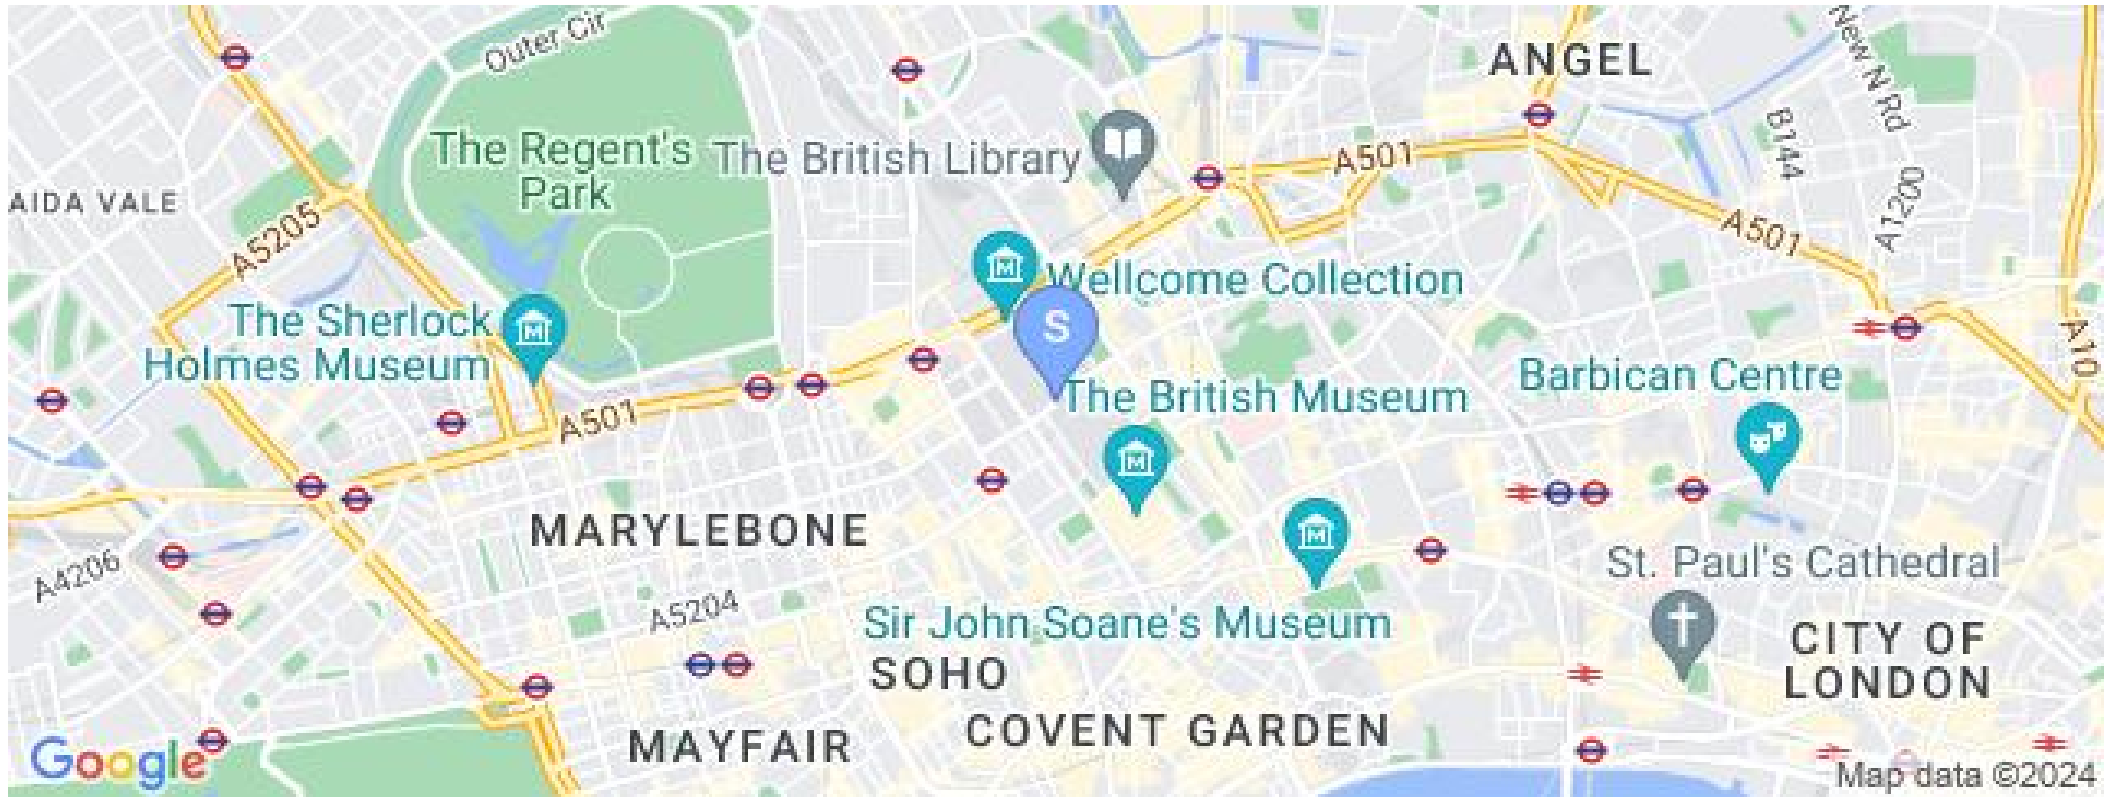 Outer Cir
ANGEL
New N Rd
B144
The Regent's
Park
The British Library
A501
AIDA VALE
A5205
A501
A1200
Wellcome Collection
S
The Sherlock
Holmes Museum
A10
The British Museum
Barbican Centre
A501
MARYLEBONE
A4206
St. Paul's Cathedral
A5204
Sir John Soane's Museum
CITY OF
LONDON
SOHO
COVENT GARDEN
MAYFAIR
Google
Map data ©2024